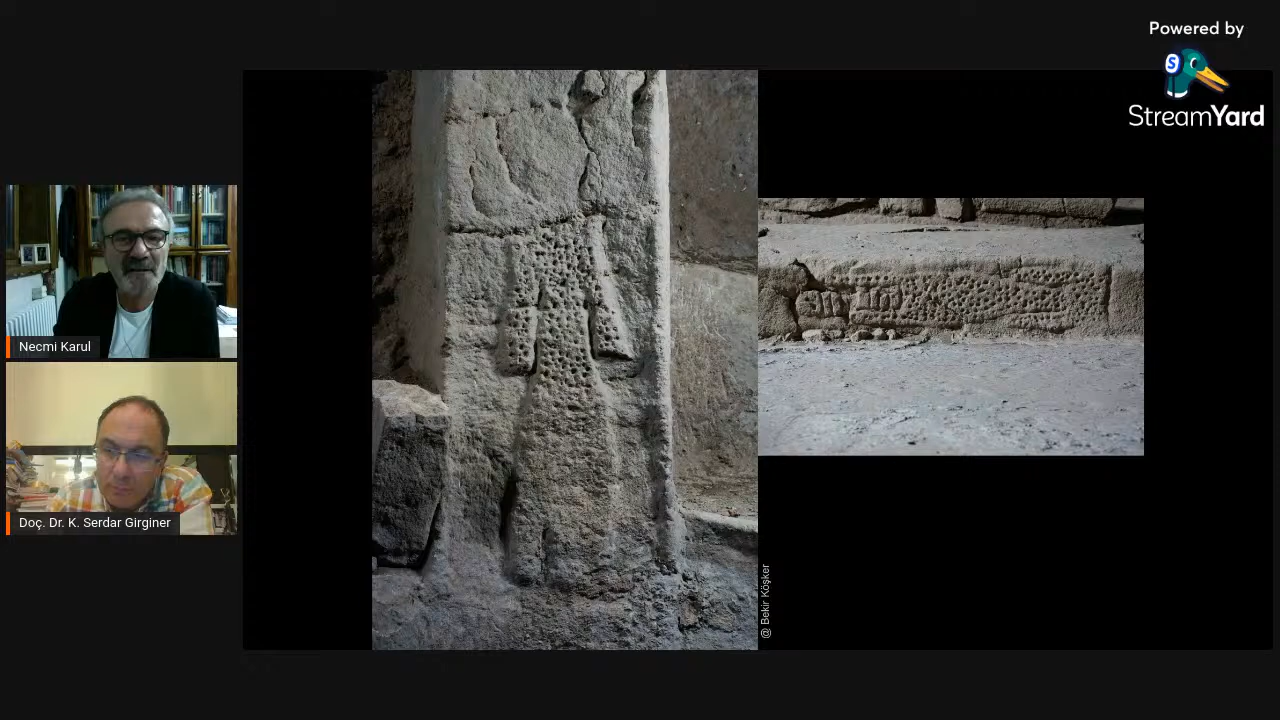 Powered by
StreamYard
Necmi Karul
Doç. Dr. K. Serdar Girginer
@ Bekir Köşker